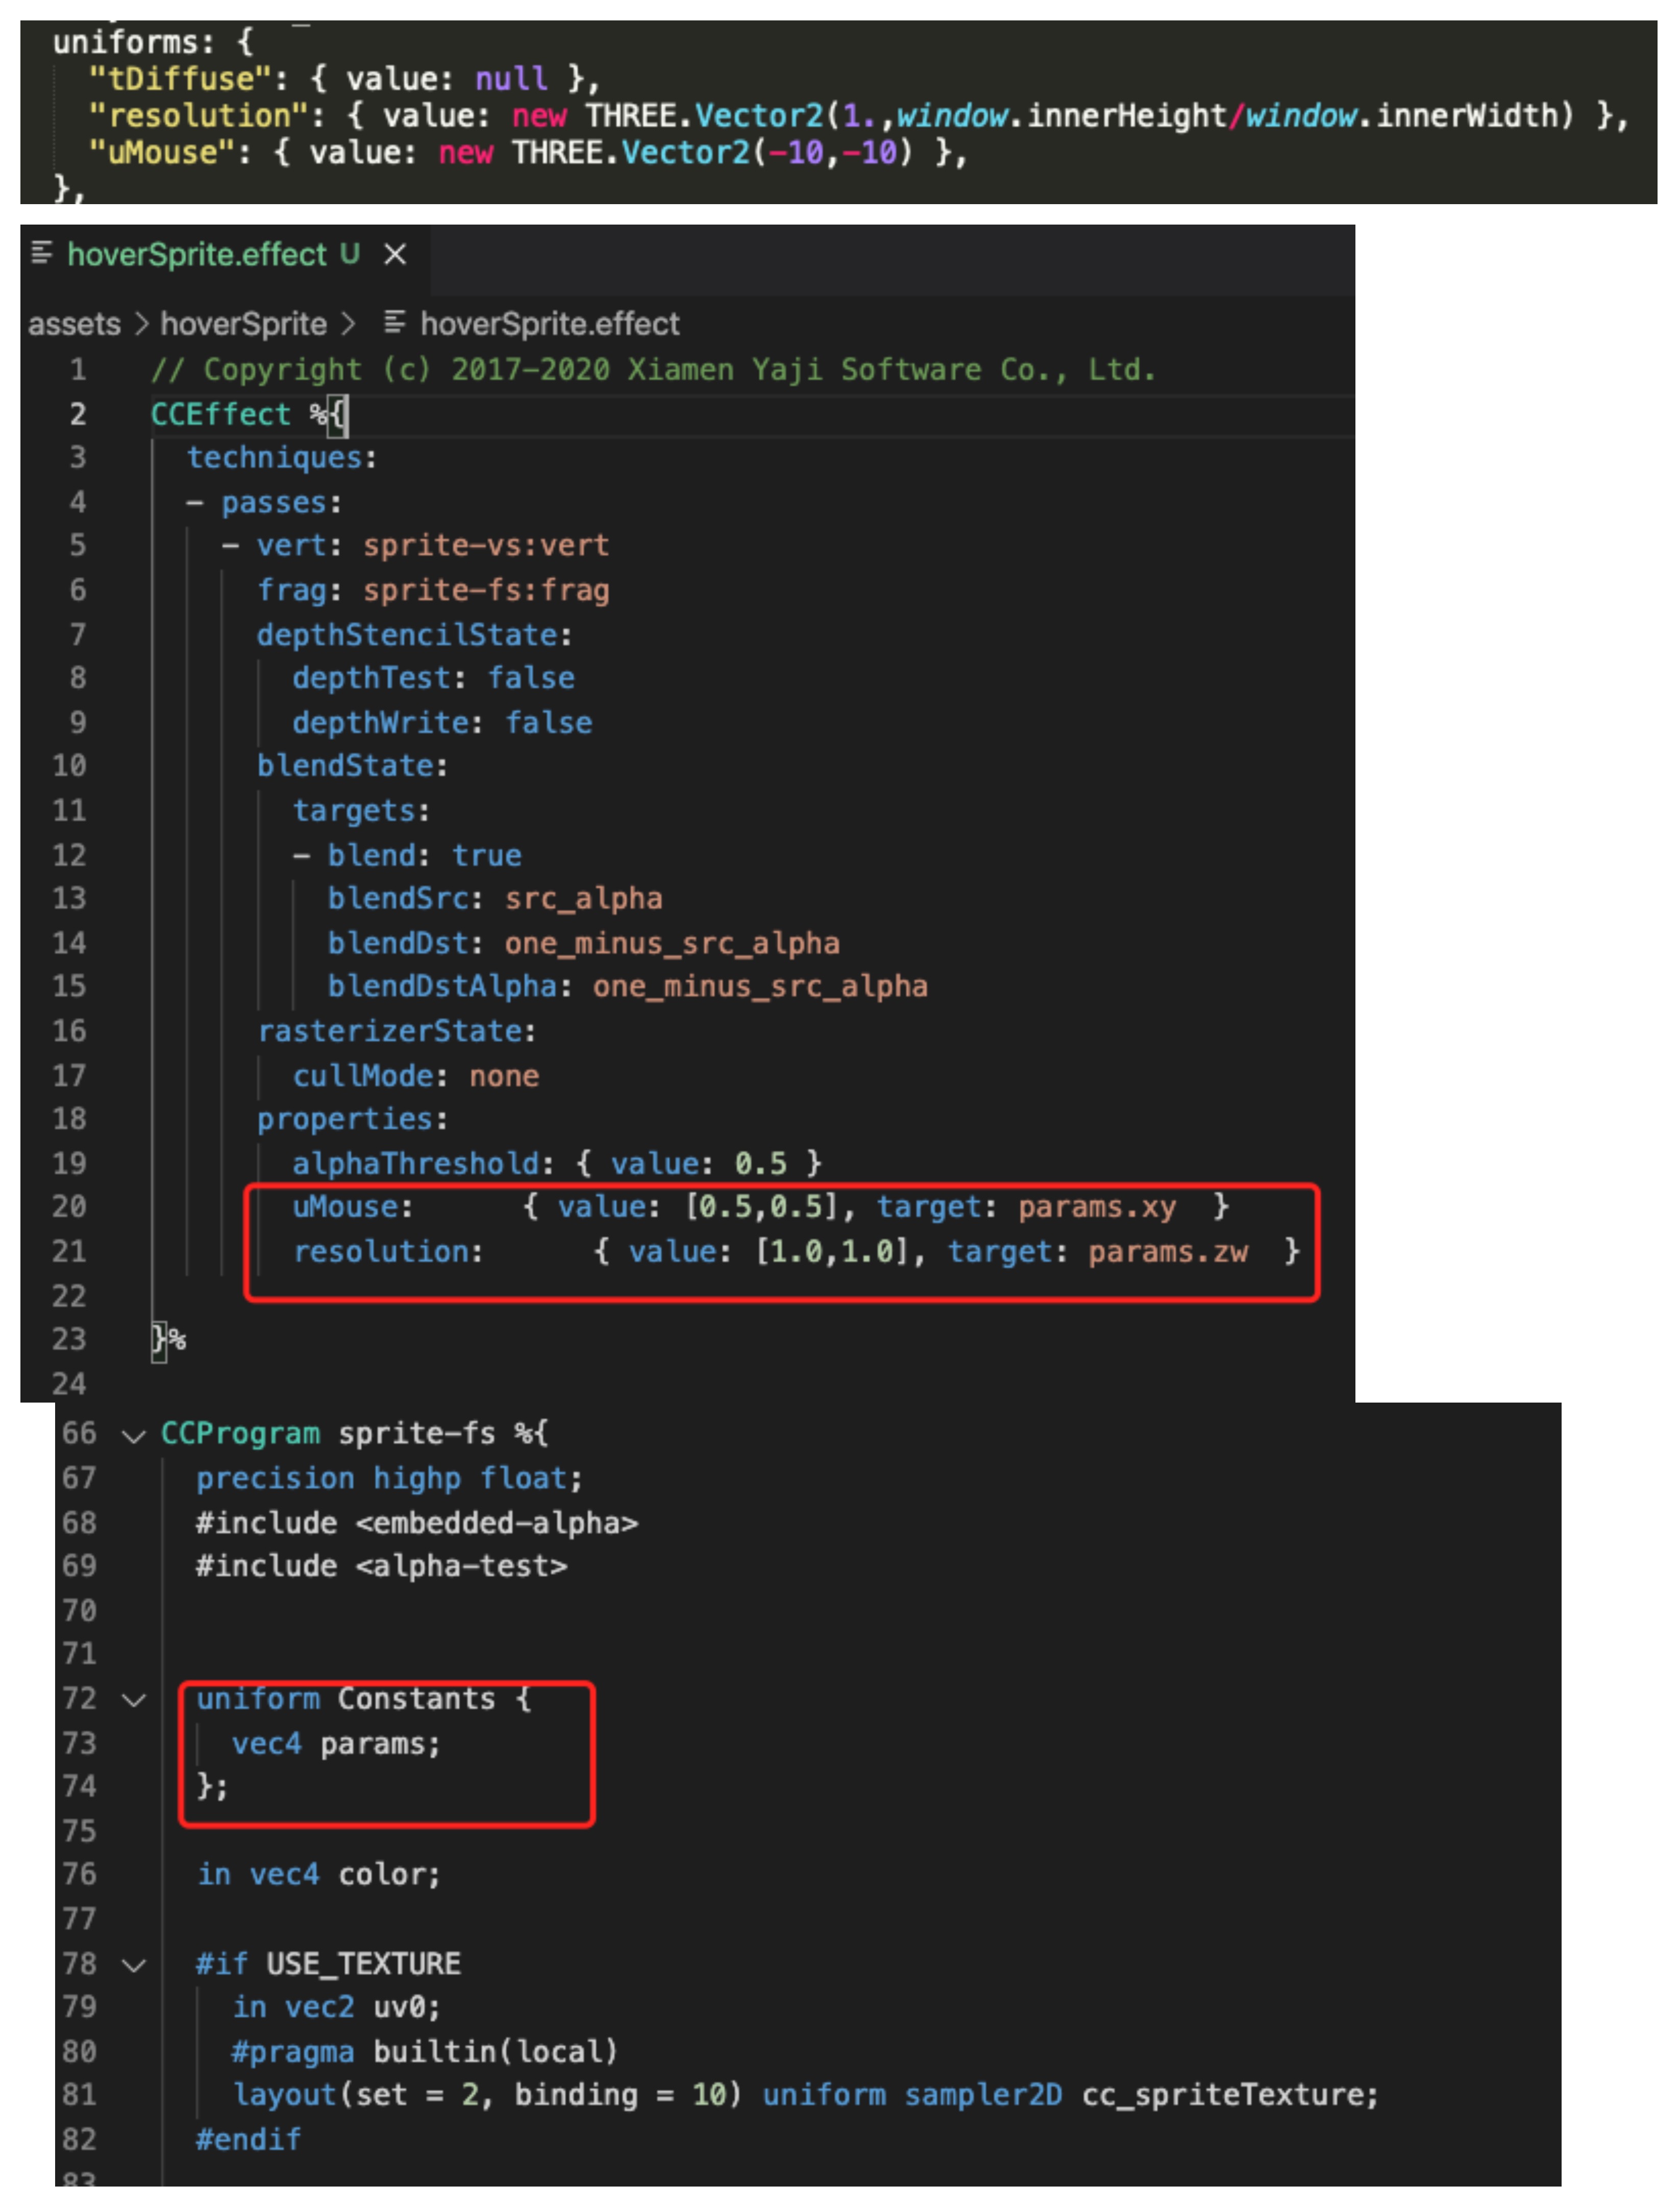 uniforms: {
"tDiffuse": { value: null },
"resolution": { value: new THREE.Vector2(1.,window.innerHeight/window.innerWidth) },
"uMouse": { value: new THREE.Vector2(-10,-10) },
},
hoverSprite.effect U ×
assets > hoverSprite > hoverSprite.effect
1 // Copyright (c) 2017-2020 Xiamen Yaji Software Co., Ltd.
2 CCEffect %{
3 techniques:
4 - passes:
5 - vert: sprite-vs:vert
6 frag: sprite-fs:frag
7 depthStencilState:
8 depthTest: false
9 depthWrite: false
10 blendState:
11 targets:
12 - blend: true
13 blendSrc: src_alpha
14 blendDst: one_minus_src_alpha
15 blendDstAlpha: one_minus_src_alpha
16 rasterizerState:
17 cullMode: none
18 properties:
19 alphaThreshold: { value: 0.5 }
20 uMouse: { value: [0.5,0.5], target: params.xy }
21 resolution: { value: [1.0,1.0], target: params.zw }
22
23 }%
24
66 CCProgram sprite-fs %{
67 precision highp float;
68 #include <embedded-alpha>
69 #include <alpha-test>
70
71
72 uniform Constants {
73 vec4 params;
74 };
75
76 in vec4 color;
77
78 #if USE_TEXTURE
79 in vec2 uv0;
80 #pragma builtin(local)
81 layout(set = 2, binding = 10) uniform sampler2D cc_spriteTexture;
82 #endif
83